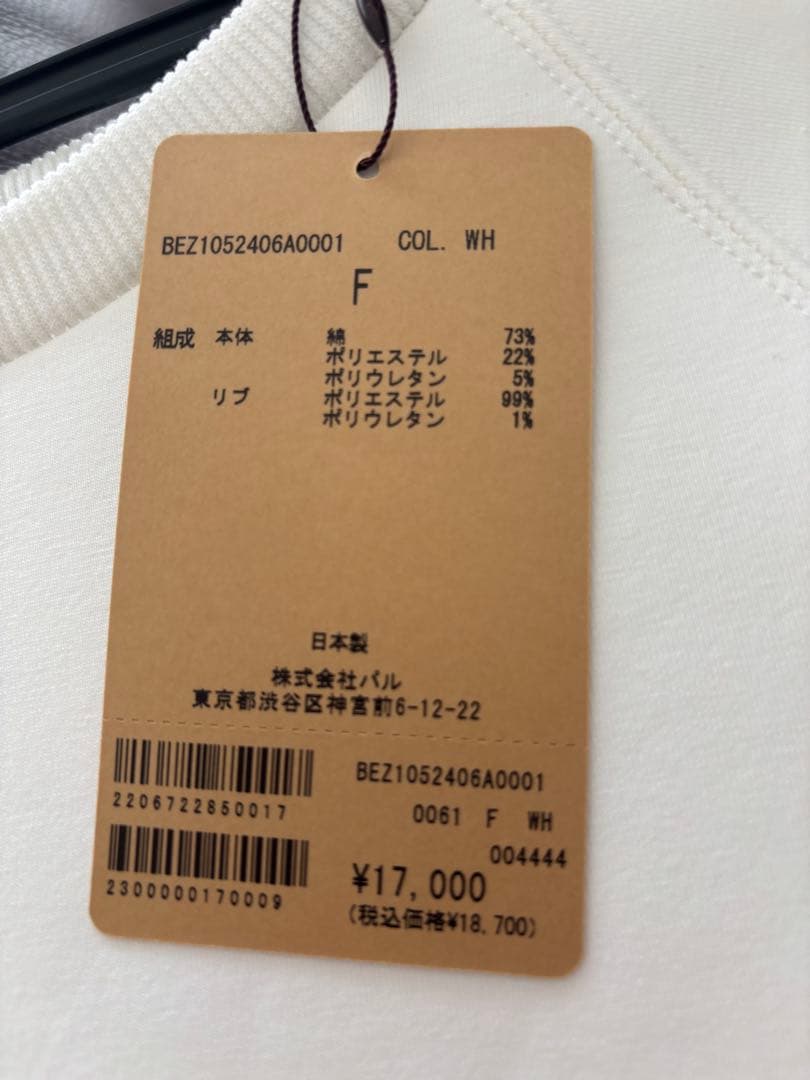 BEZ1052406A0001 COL. WH
F
組成 本体 綿 73%
ポリエステル 22%
ポリウレタン 5%
リブ ポリエステル 99%
ポリウレタン 1%
日本製
株式会社パル
東京都渋谷区神宮前6-12-22
BEZ1052406A0001
2206722850017
0061 F WH
004444
2300000170009
¥17,000
(税込価格¥18,700)